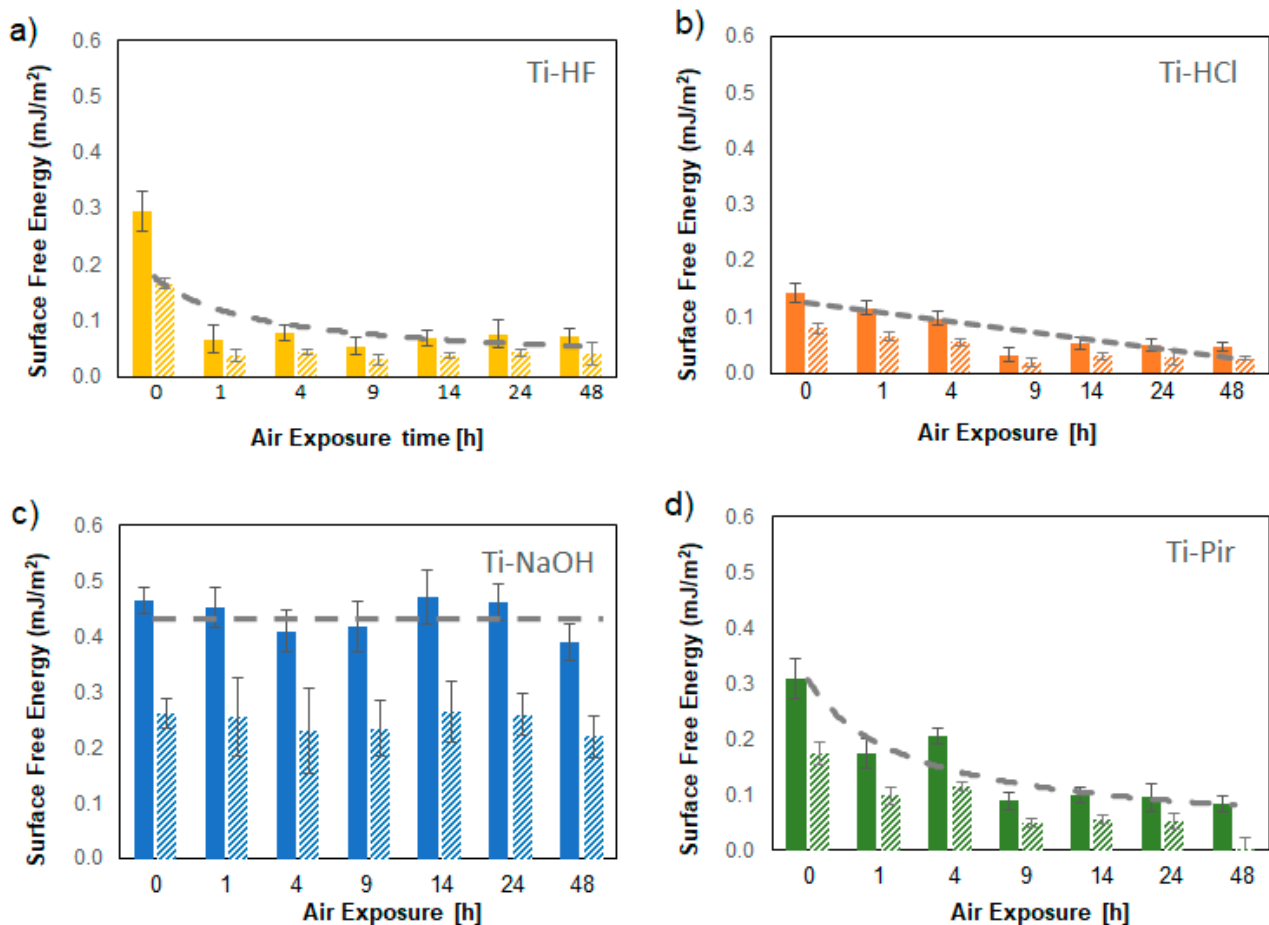 a)
Surface Free Energy (mJ/m²)
0.6
0.5
0.4
0.3
0.2
0.1
0.0
Ti-HF
0 1 4 9 14 24 48
Air Exposure time [h]
b)
Surface Free Energy (mJ/m²)
0.6
0.5
0.4
0.3
0.2
0.1
0.0
Ti-HCl
0 1 4 9 14 24 48
Air Exposure [h]
c)
Surface Free Energy (mJ/m²)
0.6
0.5
0.4
0.3
0.2
0.1
0.0
Ti-NaOH
0 1 4 9 14 24 48
Air Exposure [h]
d)
Surface Free Energy (mJ/m²)
0.6
0.5
0.4
0.3
0.2
0.1
0.0
Ti-Pir
0 1 4 9 14 24 48
Air Exposure [h]